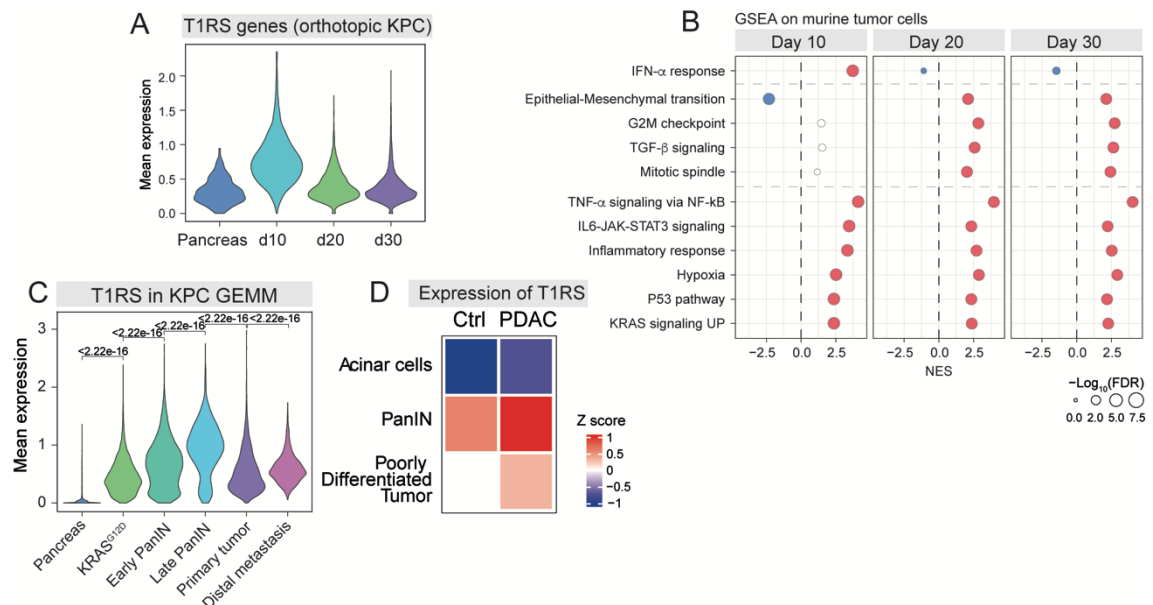 A
T1RS genes (orthotopic KPC)
Mean expression
2.0
1.5
1.0
0.5
0.0
Pancreas d10 d20 d30
B
GSEA on murine tumor cells
Day 10 Day 20 Day 30
IFN-α response
Epithelial-Mesenchymal transition
G2M checkpoint
TGF-β signaling
Mitotic spindle
TNF-α signaling via NF-kB
IL6-JAK-STAT3 signaling
Inflammatory response
Hypoxia
P53 pathway
KRAS signaling UP
−2.5 0.0 2.5 −2.5 0.0 2.5 −2.5 0.0 2.5
NES
−Log10(FDR)
0.0 2.0 5.0 7.5
C
T1RS in KPC GEMM
Mean expression
3
2
1
0
<2.22e-16 <2.22e-16 <2.22e-16 <2.22e-16 <2.22e-16
Pancreas
KRASG12D
Early PanIN
Late PanIN
Primary tumor
Distal metastasis
D
Expression of T1RS
Ctrl PDAC
Acinar cells
PanIN
Poorly
Differentiated
Tumor
Z score
1
0.5
0
−0.5
−1